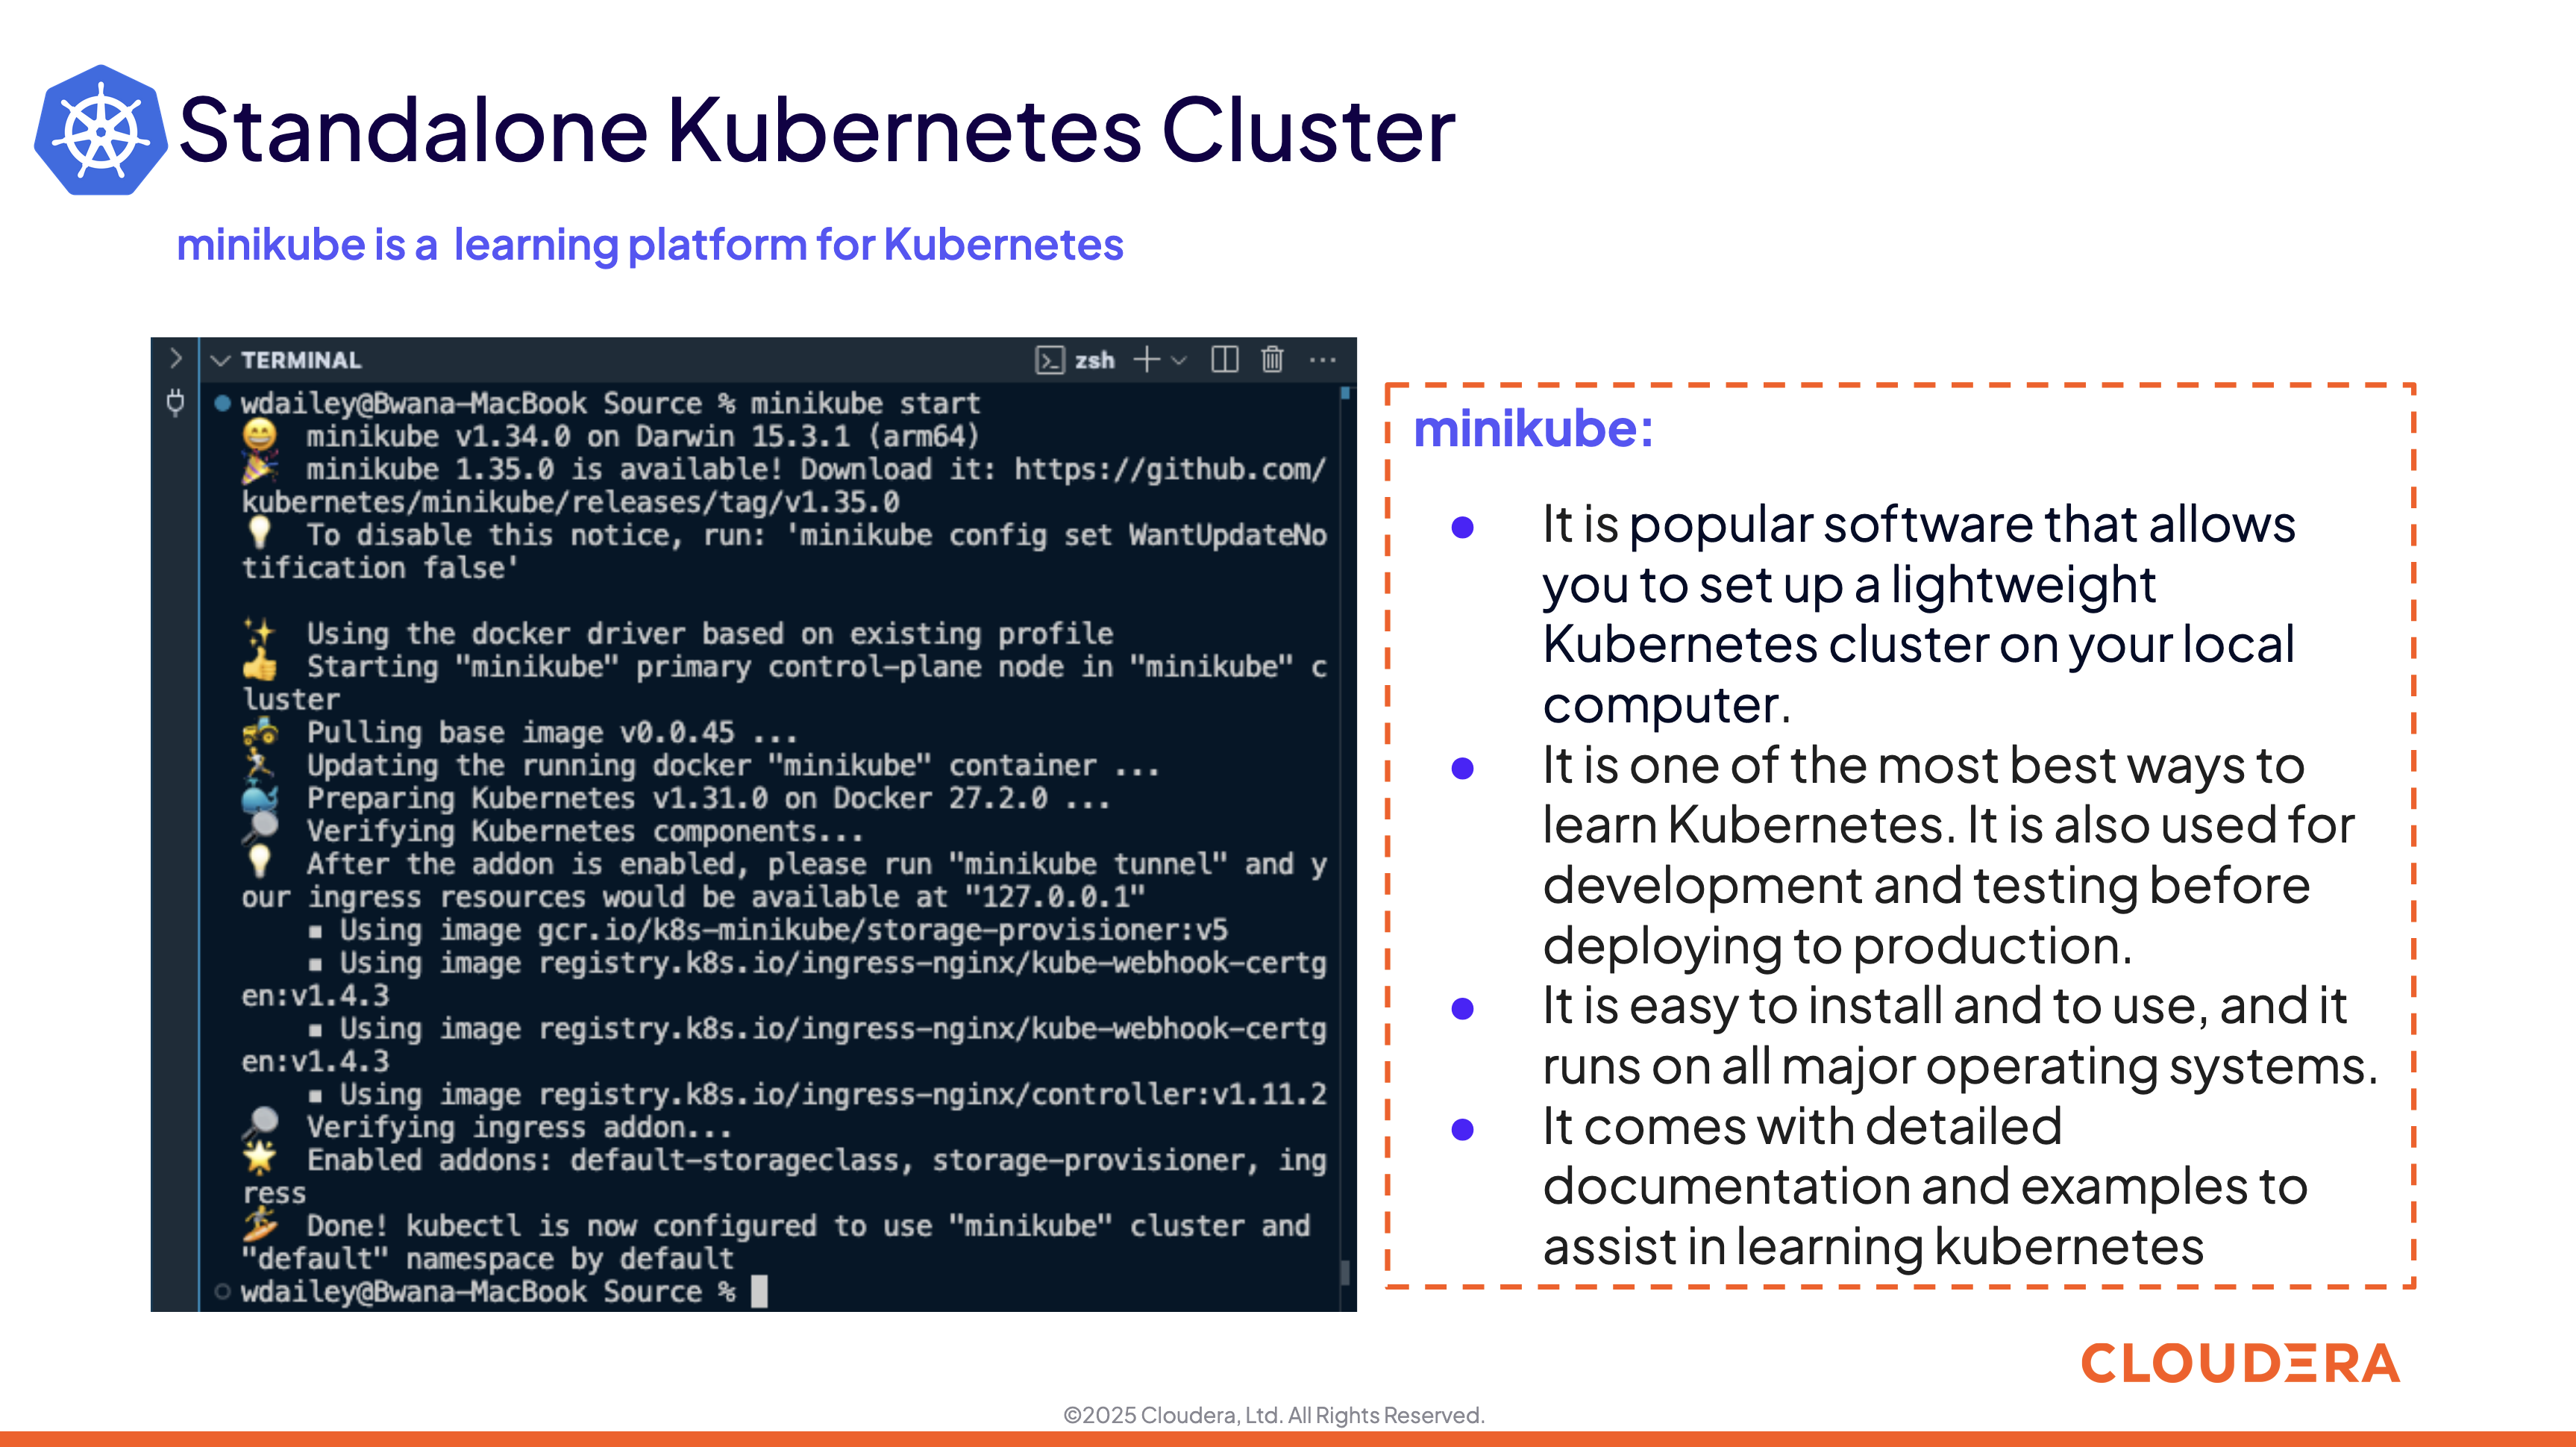 Standalone Kubernetes Cluster
minikube is a  learning platform for Kubernetes
TERMINAL
zsh
wdailey@Bwana-MacBook Source % minikube start
😄  minikube v1.34.0 on Darwin 15.3.1 (arm64)
🎉  minikube 1.35.0 is available! Download it: https://github.com/
kubernetes/minikube/releases/tag/v1.35.0
💡  To disable this notice, run: 'minikube config set WantUpdateNo
tification false'
✨  Using the docker driver based on existing profile
👍  Starting "minikube" primary control-plane node in "minikube" c
luster
🚜  Pulling base image v0.0.45 ...
🏃  Updating the running docker "minikube" container ...
🐳  Preparing Kubernetes v1.31.0 on Docker 27.2.0 ...
🔎  Verifying Kubernetes components...
💡  After the addon is enabled, please run "minikube tunnel" and y
our ingress resources would be available at "127.0.0.1"
▪ Using image gcr.io/k8s-minikube/storage-provisioner:v5
▪ Using image registry.k8s.io/ingress-nginx/kube-webhook-certg
en:v1.4.3
▪ Using image registry.k8s.io/ingress-nginx/kube-webhook-certg
en:v1.4.3
▪ Using image registry.k8s.io/ingress-nginx/controller:v1.11.2
🔎  Verifying ingress addon...
🌟  Enabled addons: default-storageclass, storage-provisioner, ing
ress
🏄  Done! kubectl is now configured to use "minikube" cluster and
"default" namespace by default
wdailey@Bwana-MacBook Source %
minikube:
● It is popular software that allows
you to set up a lightweight
Kubernetes cluster on your local
computer.
● It is one of the most best ways to
learn Kubernetes. It is also used for
development and testing before
deploying to production.
● It is easy to install and to use, and it
runs on all major operating systems.
● It comes with detailed
documentation and examples to
assist in learning kubernetes
CLOUDERA
©2025 Cloudera, Ltd. All Rights Reserved.